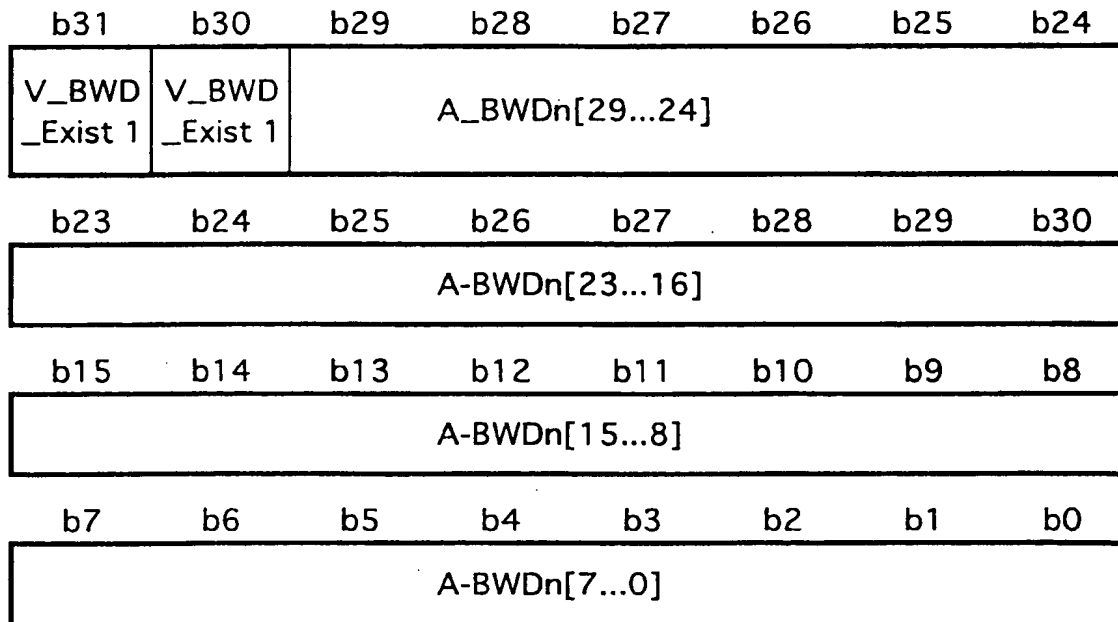 b31 b30 b29 b28 b27 b26 b25 b24
V_BWD V_BWD
_Exist 1 _Exist 1
A_BWDn[29...24]
b23 b24 b25 b26 b27 b28 b29 b30
A-BWDn[23...16]
b15 b14 b13 b12 b11 b10 b9 b8
A-BWDn[15...8]
b7 b6 b5 b4 b3 b2 b1 b0
A-BWDn[7...0]